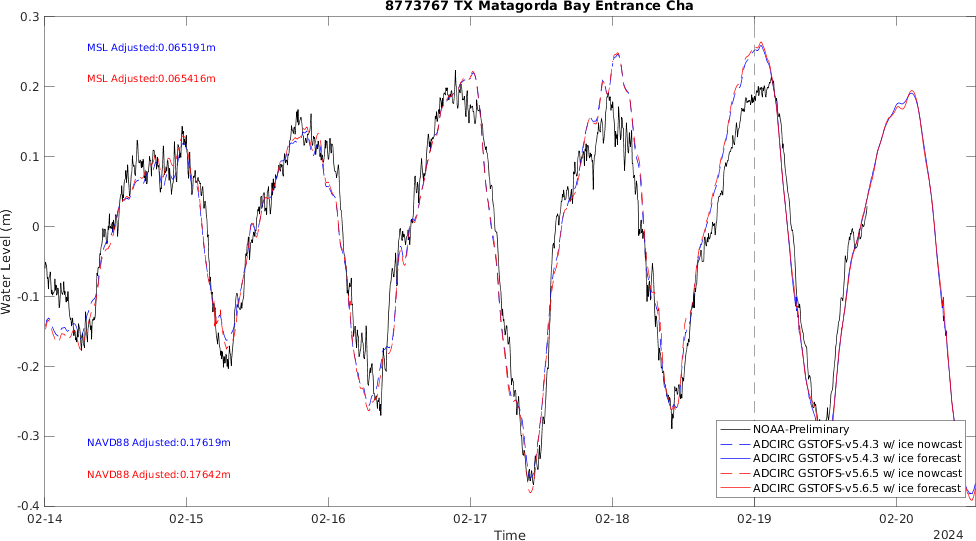 8773767 TX Matagorda Bay Entrance Cha
0.3
MSL Adjusted:0.065191m
MSL Adjusted:0.065416m
0.2
0.1
0
-0.1
-0.2
-0.3
-0.4
Water Level (m)
NAVD88 Adjusted:0.17619m
NAVD88 Adjusted:0.17642m
NOAA-Preliminary
ADCIRC GSTOFS-v5.4.3 w/ ice nowcast
ADCIRC GSTOFS-v5.4.3 w/ ice forecast
ADCIRC GSTOFS-v5.6.5 w/ ice nowcast
ADCIRC GSTOFS-v5.6.5 w/ ice forecast
02-14 02-15 02-16 02-17 02-18 02-19 02-20
Time
2024